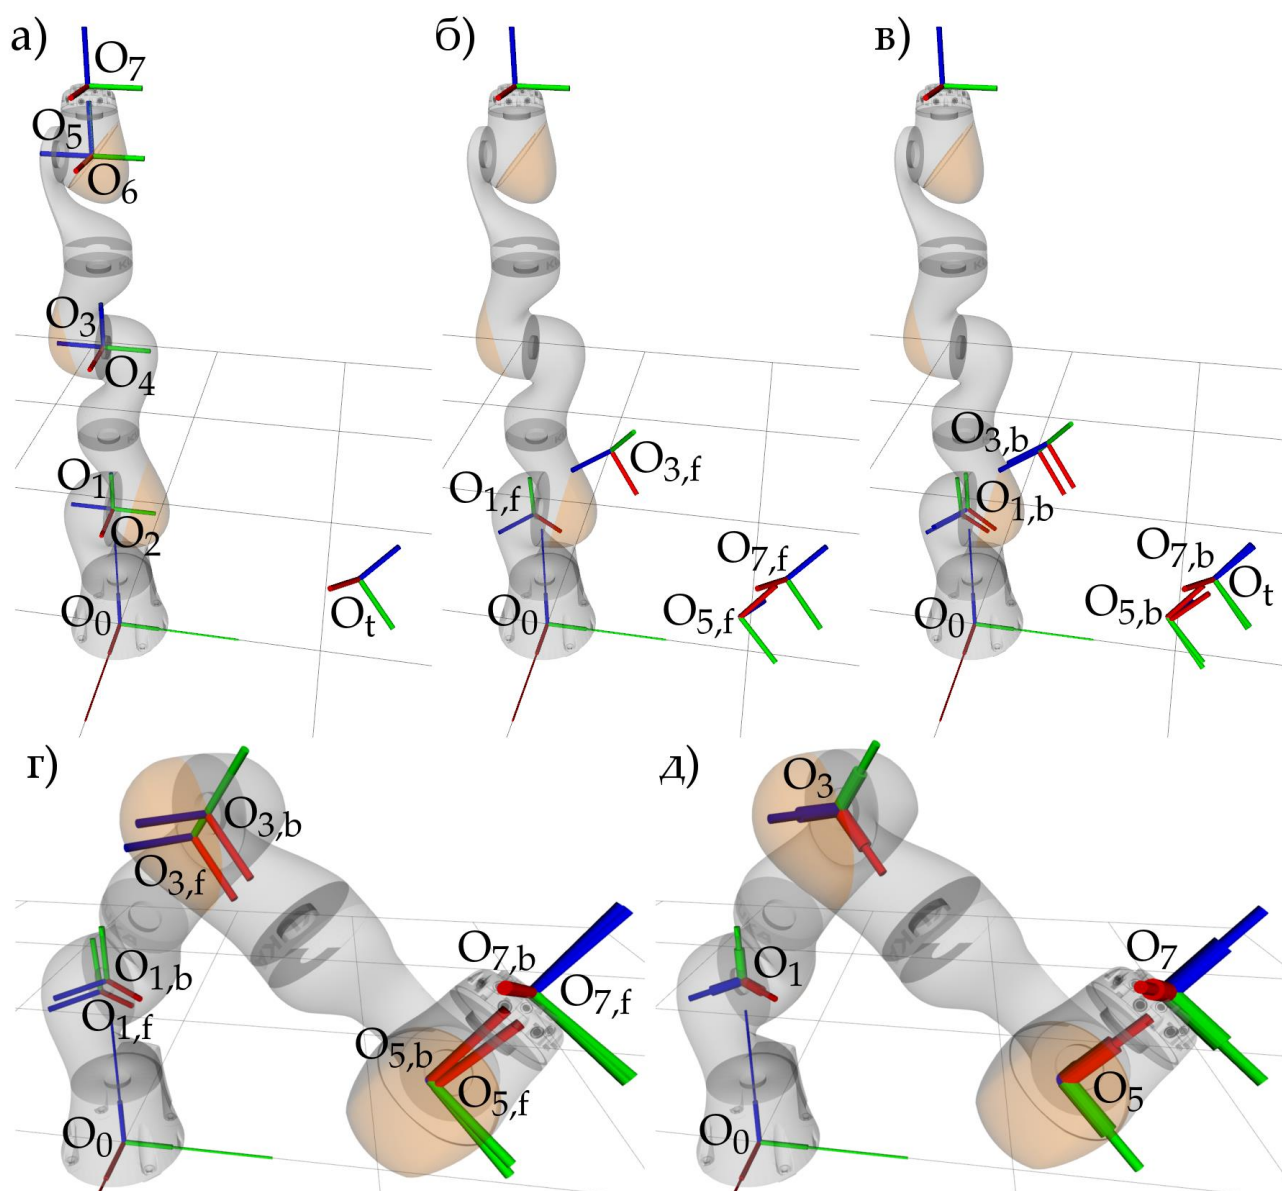 а)
O7
O5
O6
O3
O4
O1
O2
O0
Ot
б)
O3,f
O1,f
O7,f
O5,f
O0
в)
O3,b
O1,b
O7,b
Ot
O5,b
O0
г)
O3,b
O3,f
O1,b
O1,f
O7,b
O7,f
O5,b
O5,f
O0
д)
O3
O1
O7
O5
O0